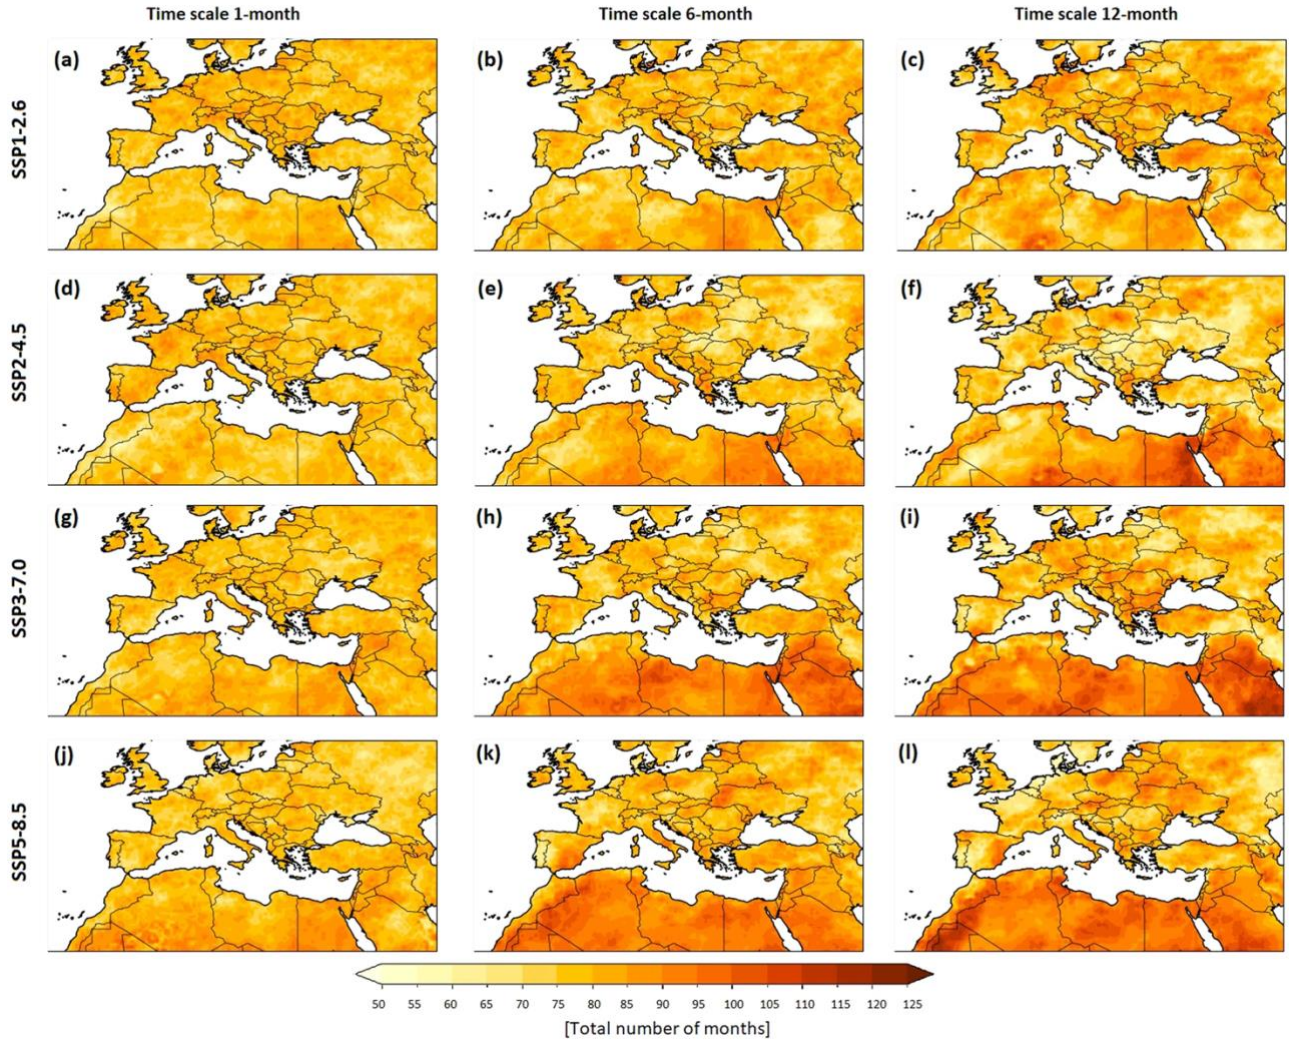 Time scale 1-month Time scale 6-month Time scale 12-month
SSP1-2.6
(a) (b) (c)
SSP2-4.5
(d) (e) (f)
SSP3-7.0
(g) (h) (i)
SSP5-8.5
(j) (k) (l)
50 55 60 65 70 75 80 85 90 95 100 105 110 115 120 125
[Total number of months]